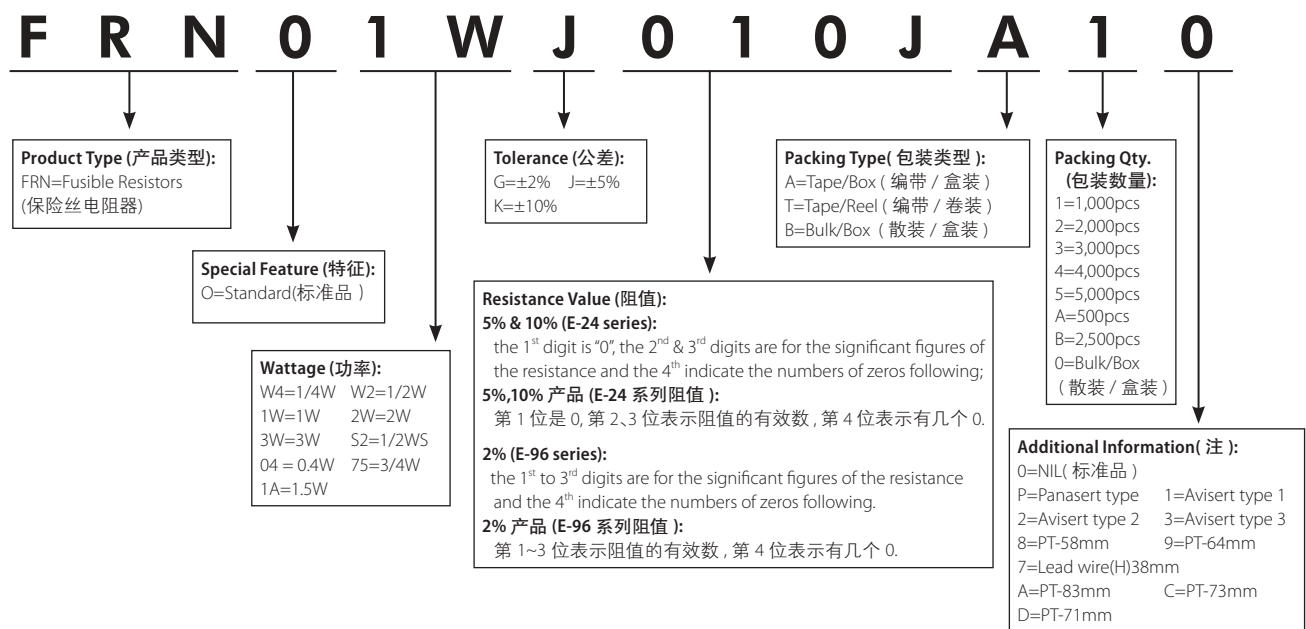 F R N 0 1 W J 0 1 0 J A 1 0
Product Type (产品类型):
FRN=Fusible Resistors
(保险丝电阻器)
Special Feature (特征):
O=Standard(标准品 )
Wattage (功率):
W4=1/4W W2=1/2W
1W=1W 2W=2W
3W=3W S2=1/2WS
04 = 0.4W 75=3/4W
1A=1.5W
Tolerance (公差):
G=±2% J=±5%
K=±10%
Resistance Value (阻值):
5% & 10% (E-24 series):
the 1st digit is "0", the 2nd & 3rd digits are for the significant figures of
the resistance and the 4th indicate the numbers of zeros following;
5%,10% 产品 (E-24 系列阻值 ):
第 1 位是 0, 第 2、3 位表示阻值的有效数 , 第 4 位表示有几个 0.
2% (E-96 series):
the 1st to 3rd digits are for the significant figures of the resistance
and the 4th indicate the numbers of zeros following.
2% 产品 (E-96 系列阻值 ):
第 1~3 位表示阻值的有效数 , 第 4 位表示有几个 0.
Packing Type( 包装类型 ):
A=Tape/Box ( 编带 / 盒装 )
T=Tape/Reel ( 编带 / 卷装 )
B=Bulk/Box ( 散装 / 盒装 )
Packing Qty.
(包装数量):
1=1,000pcs
2=2,000pcs
3=3,000pcs
4=4,000pcs
5=5,000pcs
A=500pcs
B=2,500pcs
0=Bulk/Box
( 散装 / 盒装 )
Additional Information( 注 ):
0=NIL( 标准品 )
P=Panasert type 1=Avisert type 1
2=Avisert type 2 3=Avisert type 3
8=PT-58mm 9=PT-64mm
7=Lead wire(H)38mm
A=PT-83mm C=PT-73mm
D=PT-71mm